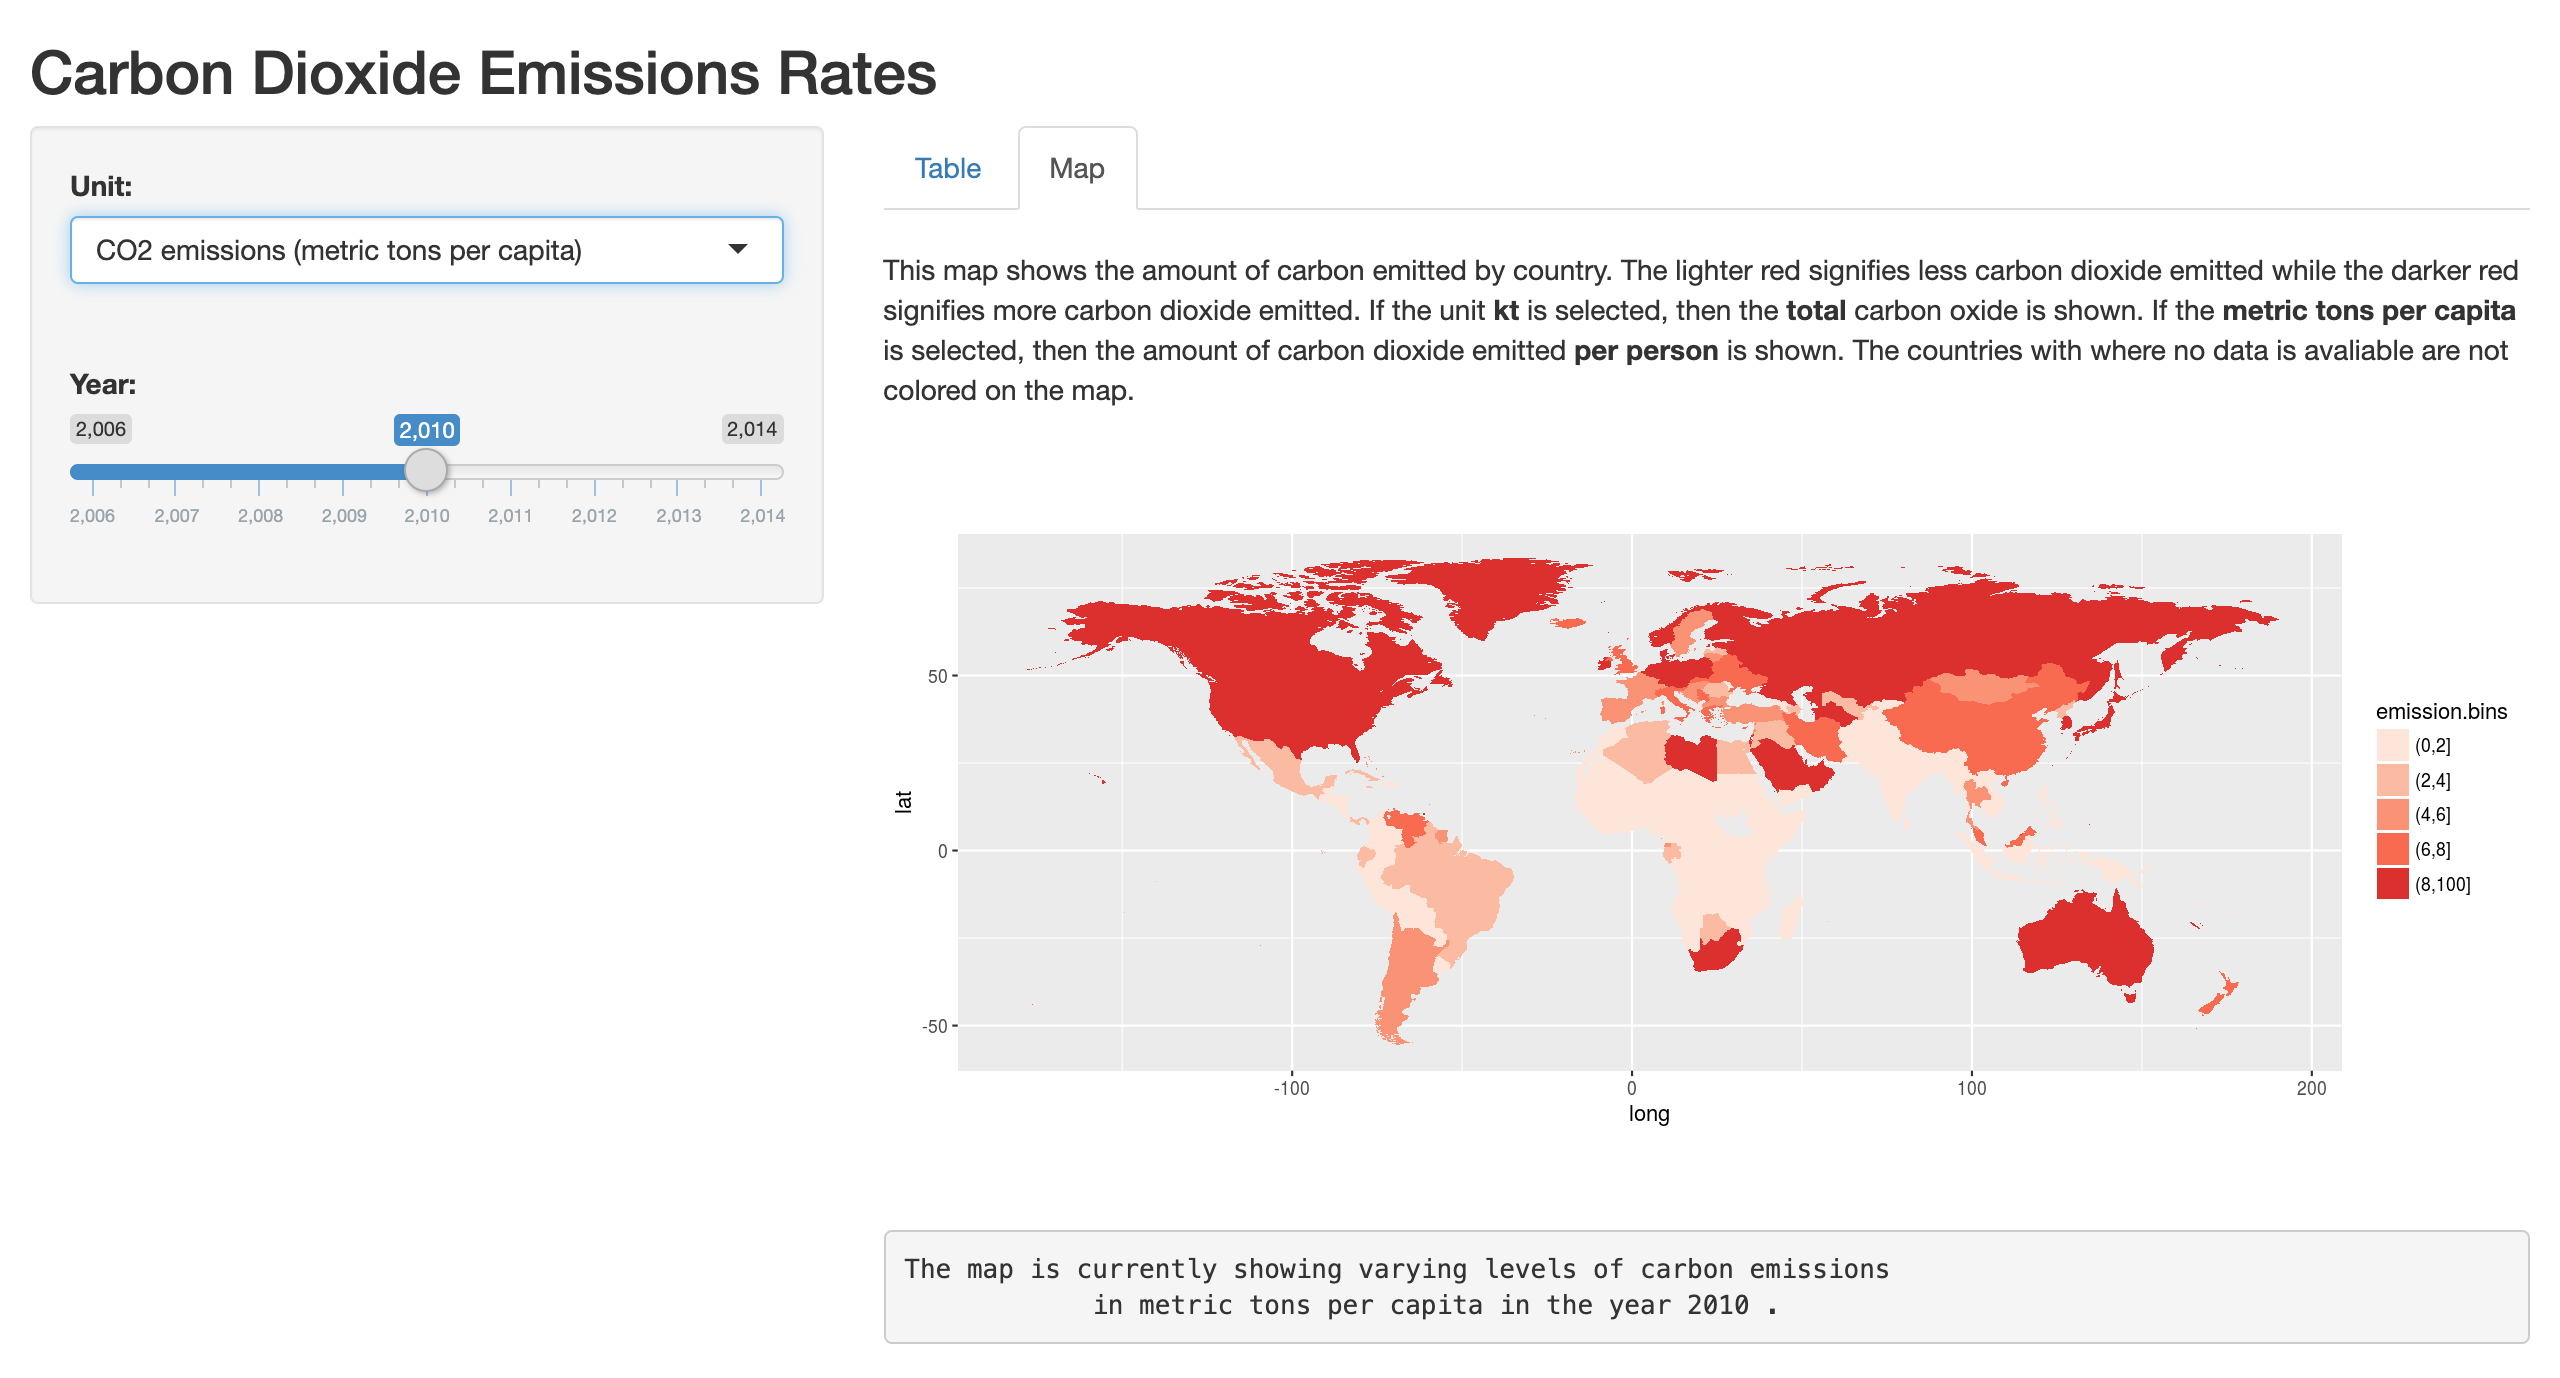 Carbon Dioxide Emissions Rates
Unit:
CO2 emissions (metric tons per capita)
Year:
2,006
2,010
2,014
2,006 2,007 2,008 2,009 2,010 2,011 2,012 2,013 2,014
Table
Map
This map shows the amount of carbon emitted by country. The lighter red signifies less carbon dioxide emitted while the darker red
signifies more carbon dioxide emitted. If the unit kt is selected, then the total carbon oxide is shown. If the metric tons per capita
is selected, then the amount of carbon dioxide emitted per person is shown. The countries with where no data is avaliable are not
colored on the map.
50
0
-50
lat
-100 0 100 200
long
emission.bins
(0,2]
(2,4]
(4,6]
(6,8]
(8,100]
The map is currently showing varying levels of carbon emissions
in metric tons per capita in the year 2010 .